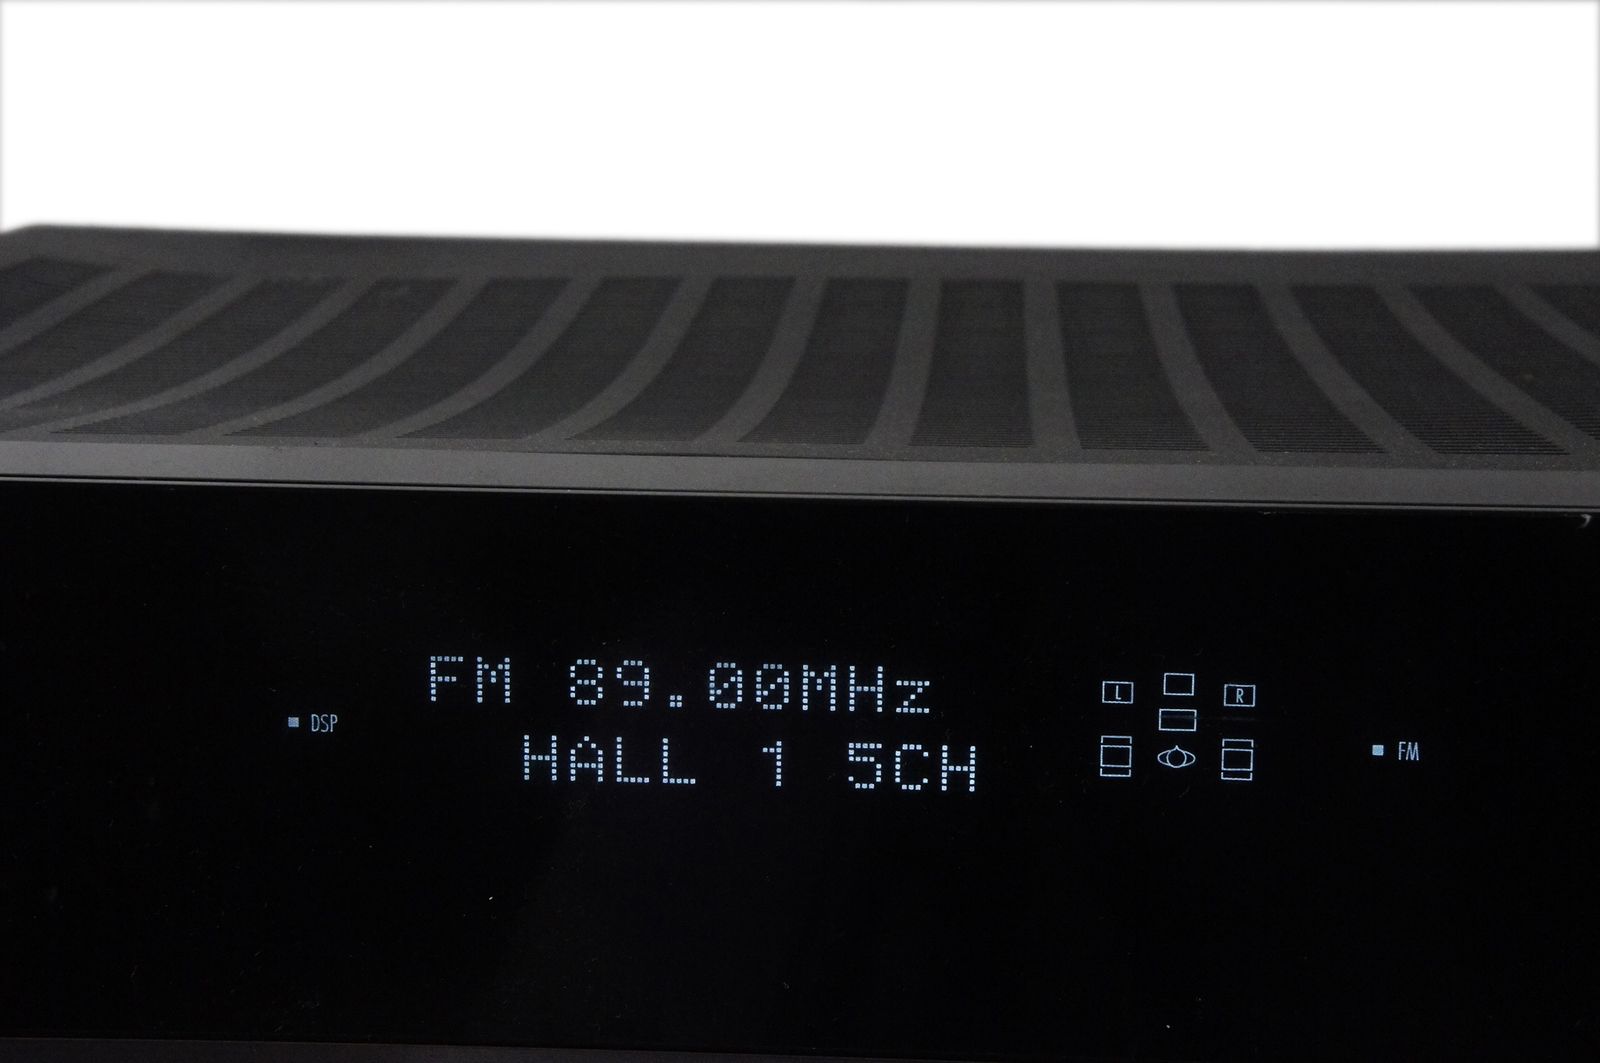 FM 89.00MHz
L
R
DSP
HALL 1 5CH
FM